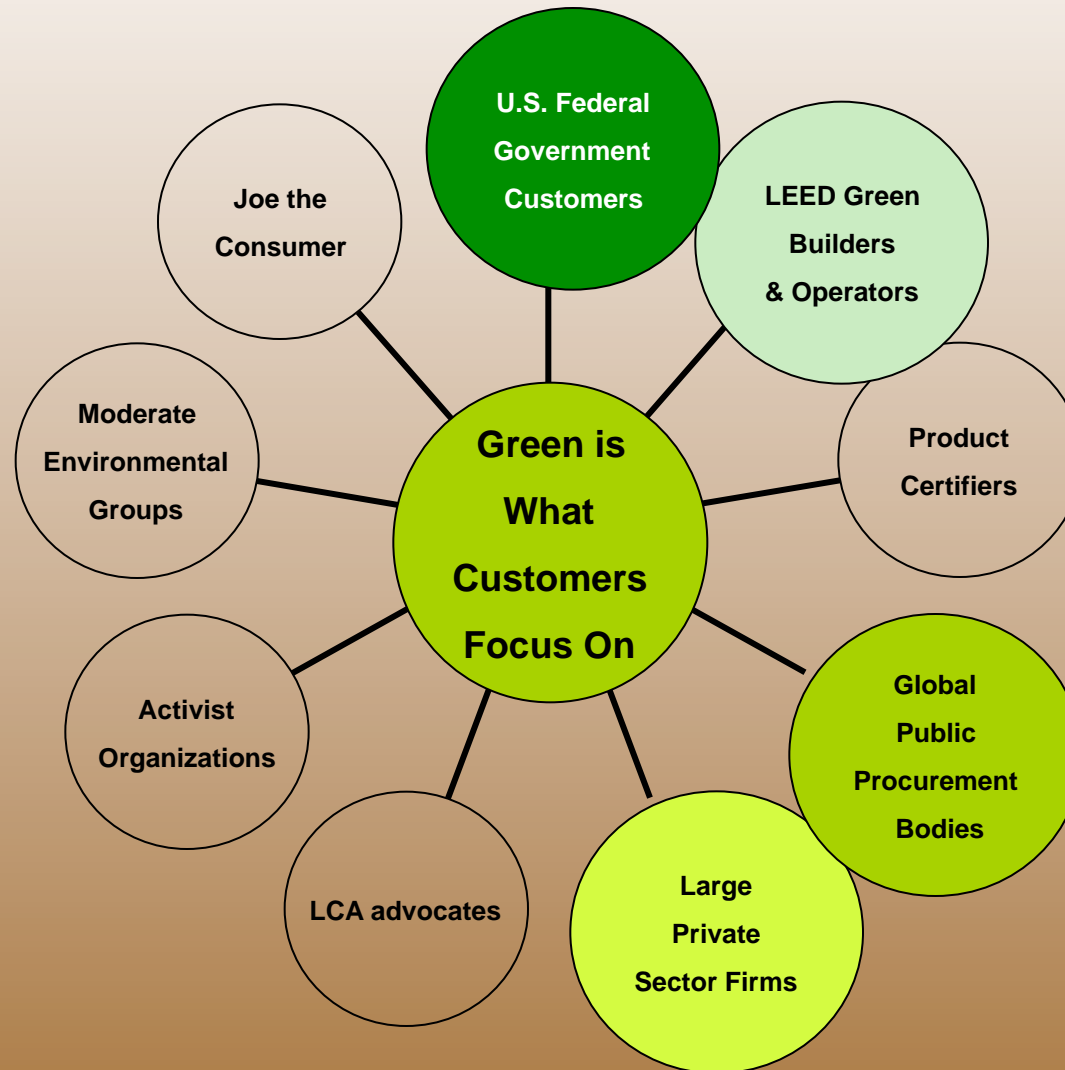 U.S. Federal
Government
Customers
LEED Green
Builders
& Operators
Joe the
Consumer
Moderate
Environmental
Groups
Green is
What
Customers
Focus On
Product
Certifiers
Global
Public
Procurement
Bodies
Activist
Organizations
LCA advocates
Large
Private
Sector Firms